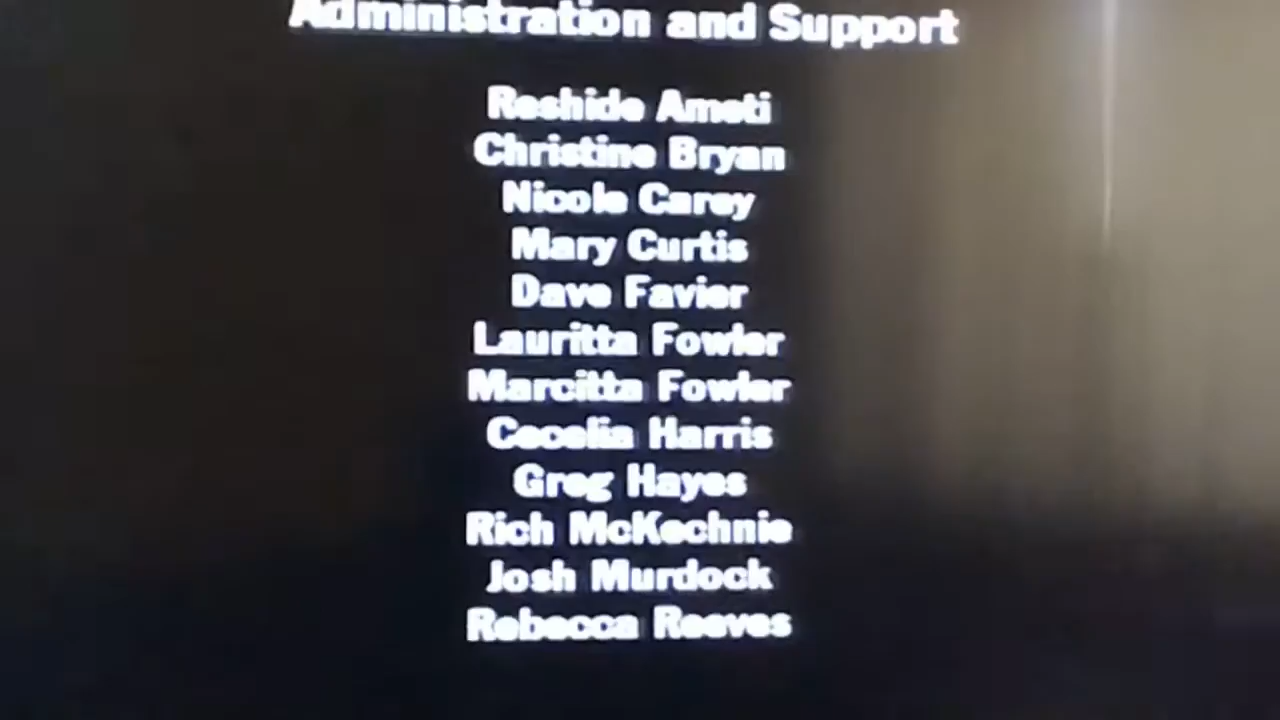 Administration and Support
Reshide Ameti
Christine Bryan
Nicole Carey
Mary Curtis
Dave Favier
Lauritta Fowler
Marcitta Fowler
Cecelia Harris
Greg Hayes
Rich McKechnie
Josh Murdock
Rebecca Reeves